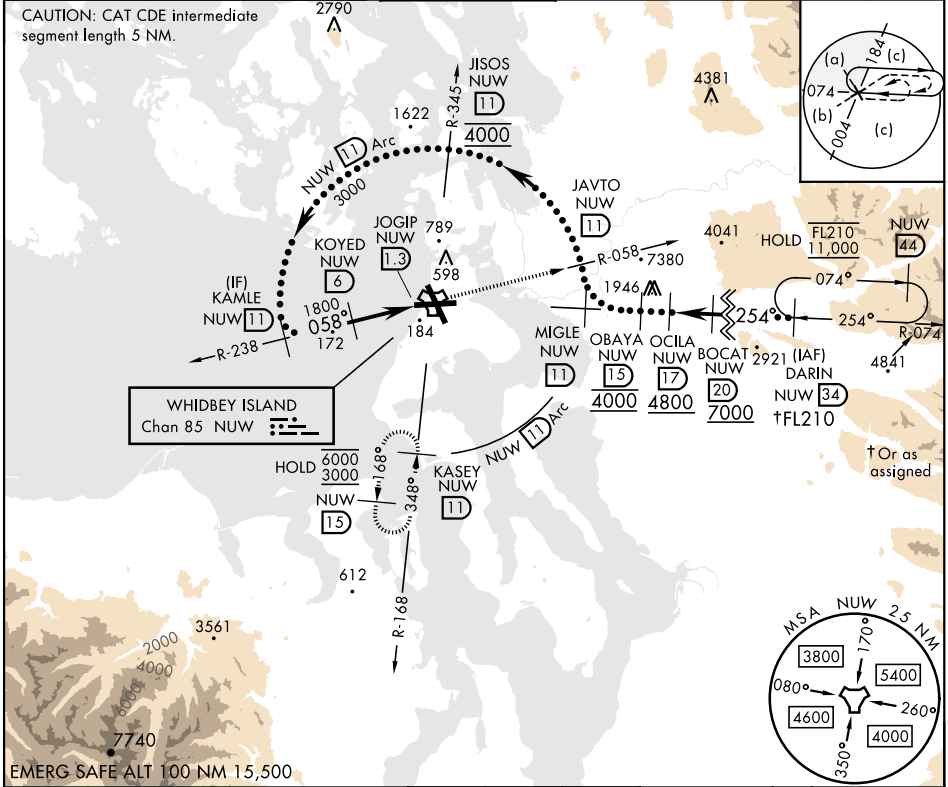 CAUTION: CAT CDE intermediate
segment length 5 NM.
2790
4381
184
(a)
(c)
074
(b)
004
(c)
JISOS
NUW
11
4000
R-345
1622
NUW 11 Arc
3000
JAVTO
NUW
11
789
598
JOGIP
NUW
1.3
KOYED
NUW
6
(IF)
KAMLE
NUW 11
1800
058°
172
184
R-238
R-058
7380
4041
1946
HOLD
FL210
11,000
NUW
44
074°
254°
254°
R-074
4841
MIGLE
NUW
11
OBAYA
NUW
15
4000
OCILA
NUW
17
4800
BOCAT
NUW
20
7000
2921
(IAF)
DARIN
NUW 34
†FL210
† Or as
assigned
WHIDBEY ISLAND
Chan 85 NUW
HOLD
6000
3000
168°
348°
NUW
15
KASEY
NUW
11
NUW 11 Arc
612
R-168
3561
2000
4000
6000
7740
EMERG SAFE ALT 100 NM 15,500
MSA NUW 25 NM
170°
3800
5400
080°
260°
4600
4000
350°